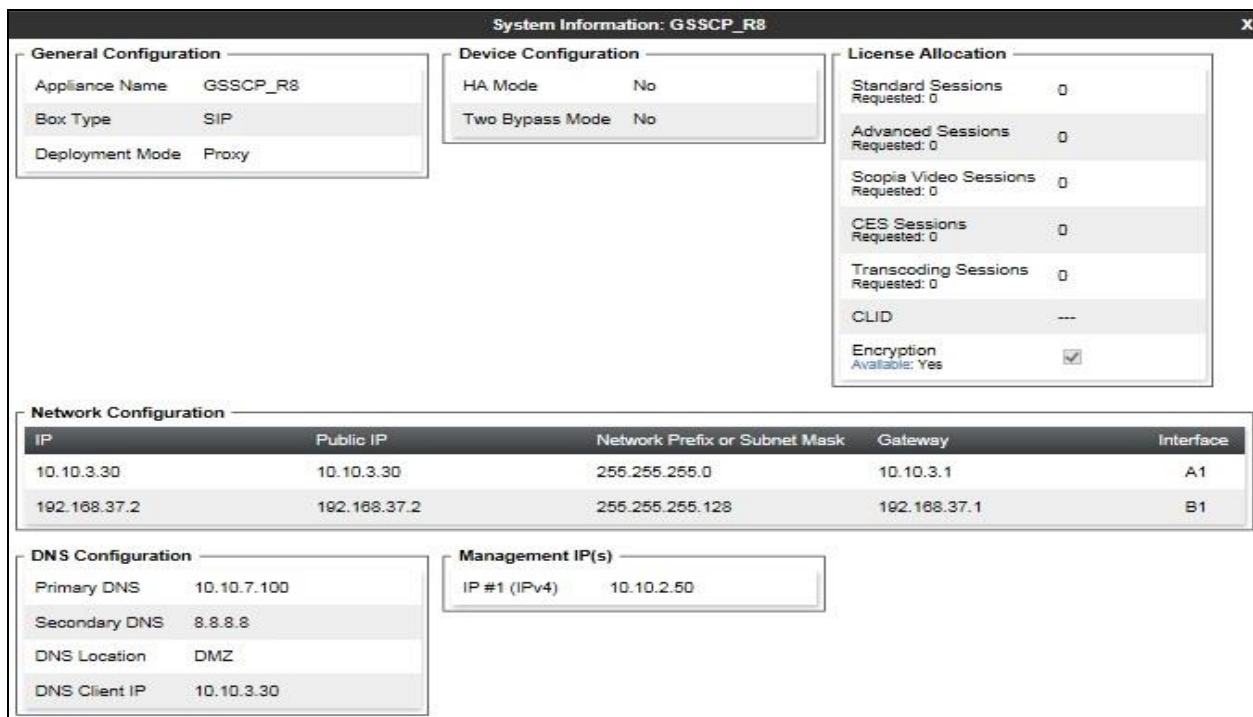 System Information: GSSCP_R8 X
General Configuration
Appliance Name GSSCP_R8
Box Type SIP
Deployment Mode Proxy
Device Configuration
HA Mode No
Two Bypass Mode No
License Allocation
Standard Sessions 0
Requested: 0
Advanced Sessions 0
Requested: 0
Scopia Video Sessions 0
Requested: 0
CES Sessions 0
Requested: 0
Transcoding Sessions 0
Requested: 0
CLID ---
Encryption
Available: Yes
Network Configuration
IP Public IP Network Prefix or Subnet Mask Gateway Interface
10.10.3.30 10.10.3.30 255.255.255.0 10.10.3.1 A1
192.168.37.2 192.168.37.2 255.255.255.128 192.168.37.1 B1
DNS Configuration
Primary DNS 10.10.7.100
Secondary DNS 8.8.8.8
DNS Location DMZ
DNS Client IP 10.10.3.30
Management IP(s)
IP #1 (IPv4) 10.10.2.50